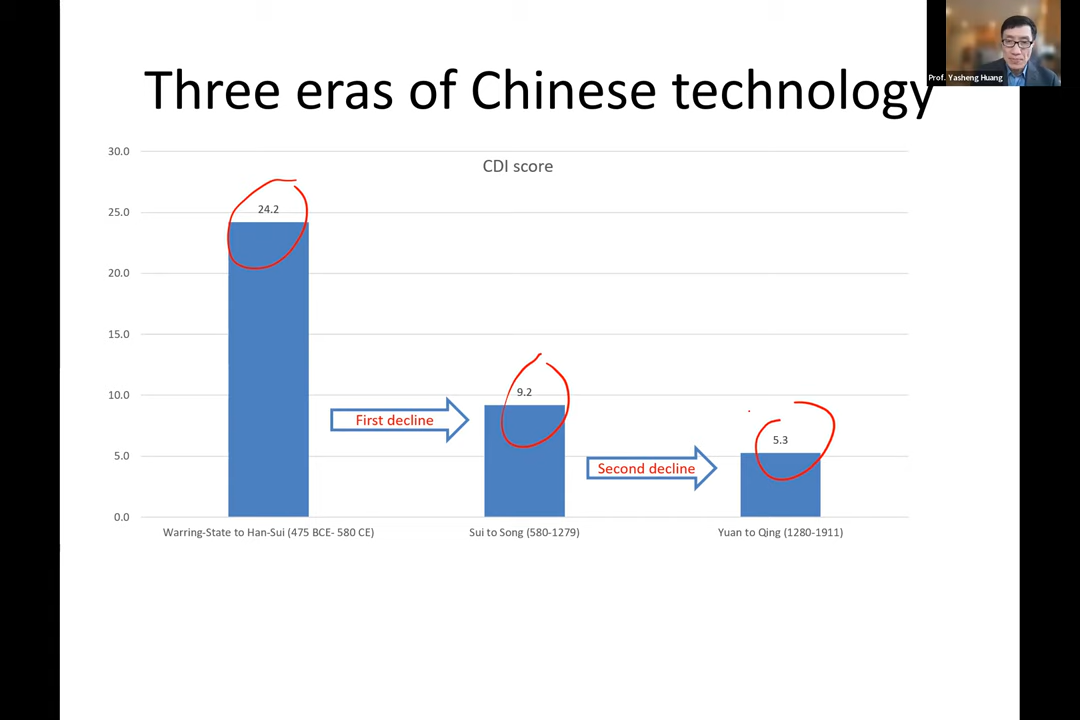 Prof. Yasheng Huang
Three eras of Chinese technology
CDI score
30.0
25.0
20.0
15.0
10.0
5.0
0.0
24.2
9.2
5.3
First decline
Second decline
Warring-State to Han-Sui (475 BCE- 580 CE)
Sui to Song (580-1279)
Yuan to Qing (1280-1911)